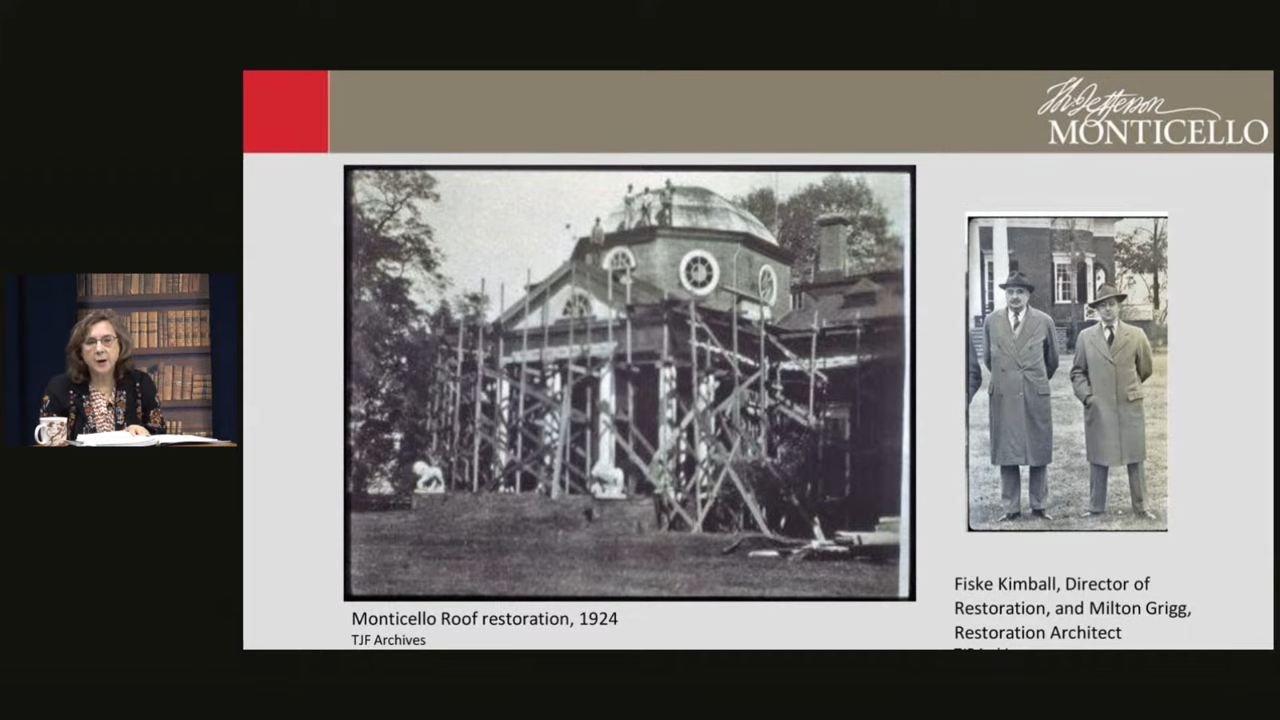 Th. Jefferson
MONTICELLO
Monticello Roof restoration, 1924
TJF Archives
Fiske Kimball, Director of
Restoration, and Milton Grigg,
Restoration Architect